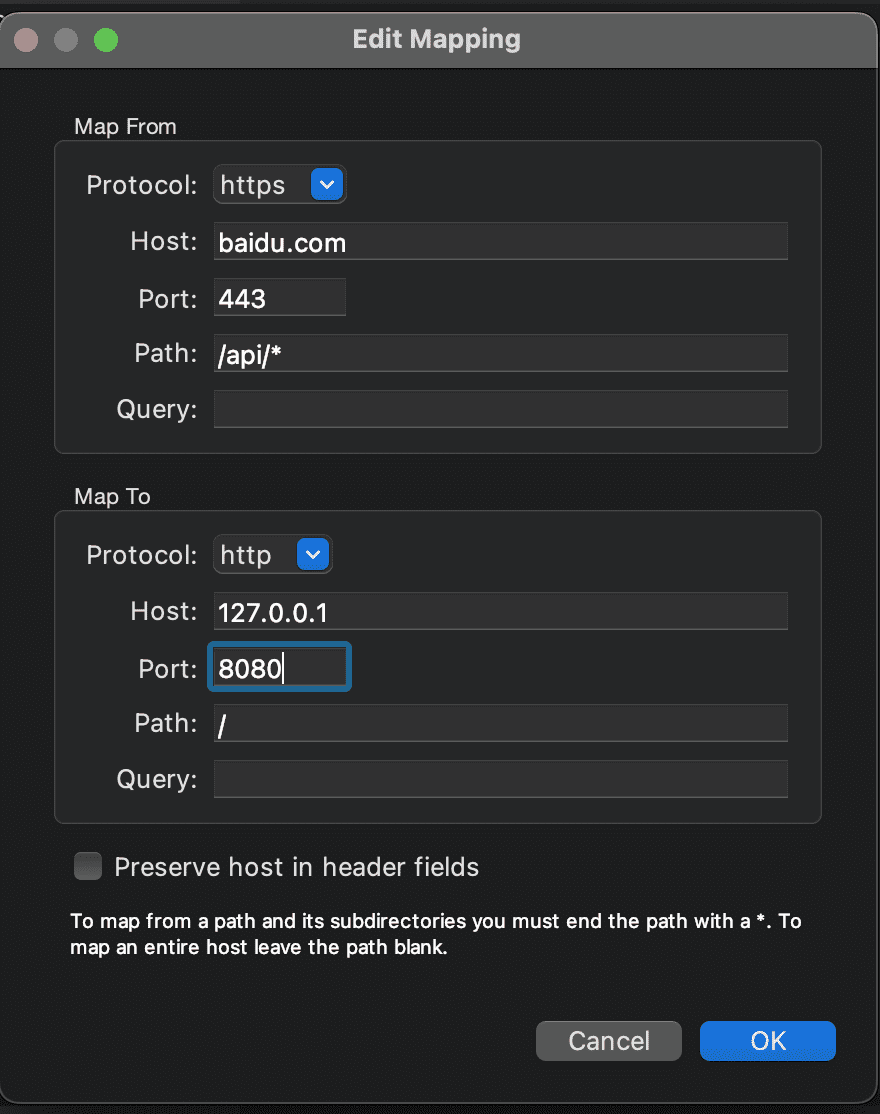 Edit Mapping
Map From
Protocol: https
Host: baidu.com
Port: 443
Path: /api/*
Query:
Map To
Protocol: http
Host: 127.0.0.1
Port: 8080
Path: /
Query:
Preserve host in header fields
To map from a path and its subdirectories you must end the path with a *. To
map an entire host leave the path blank.
Cancel OK